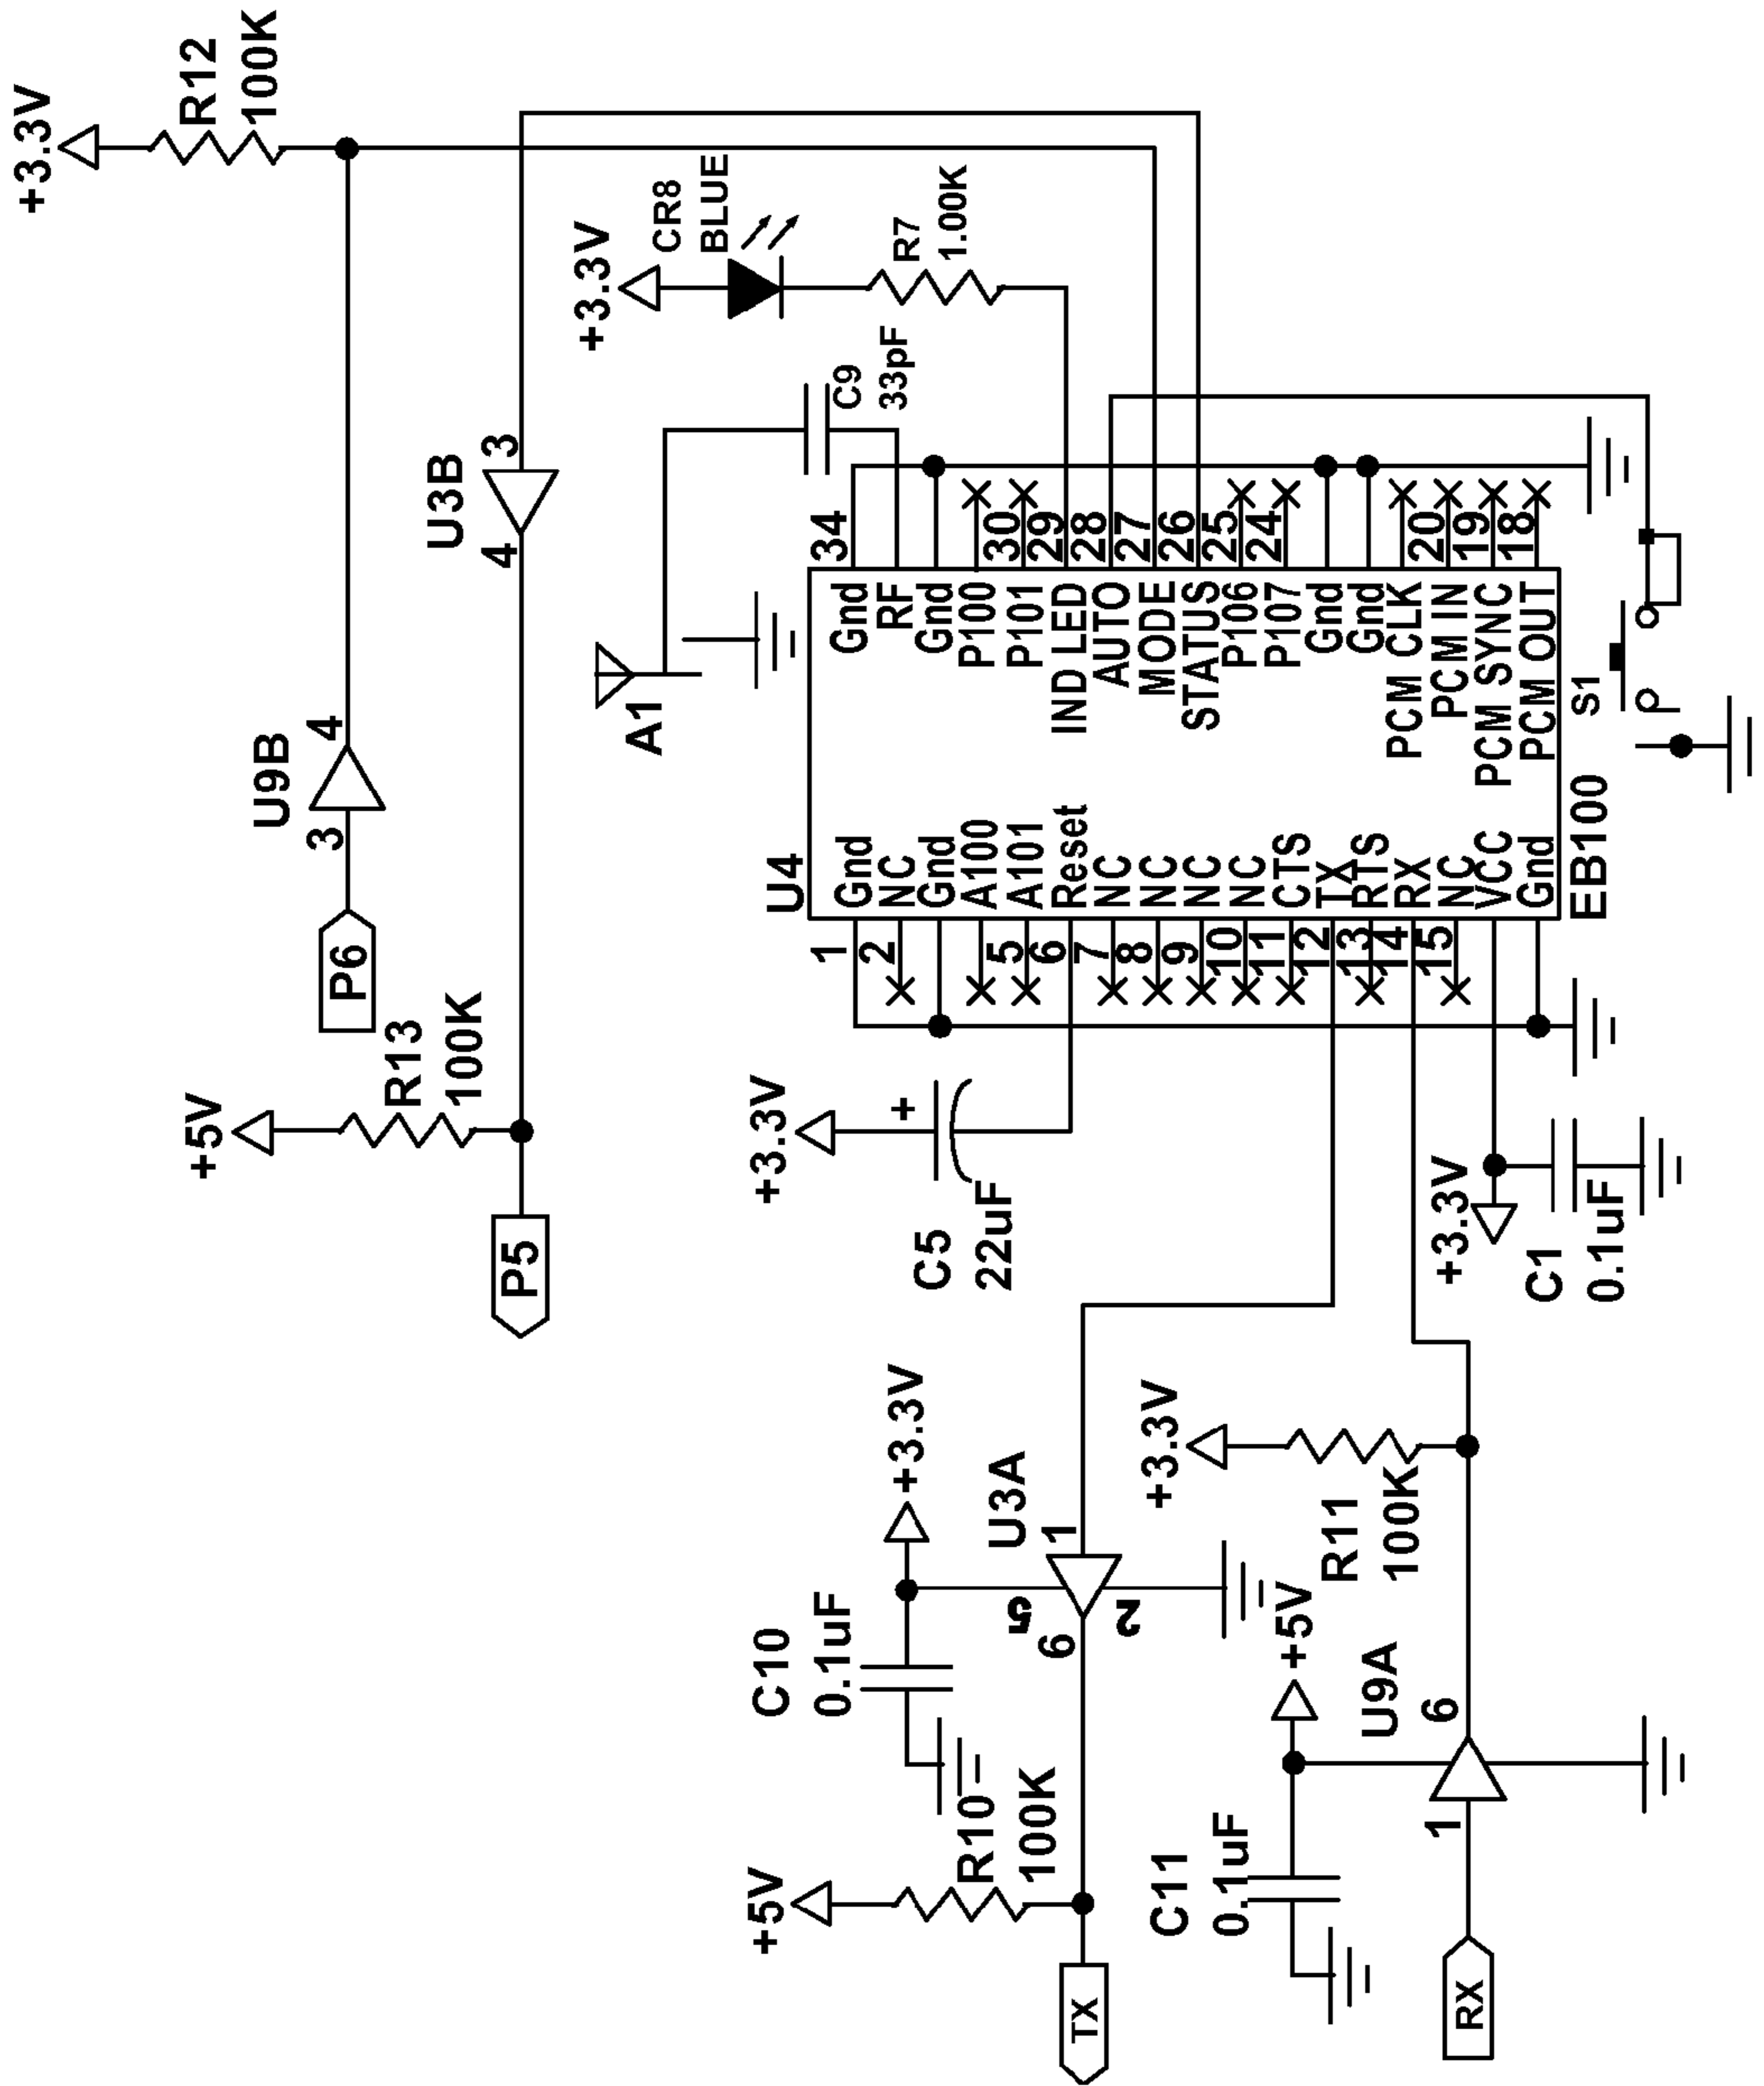 +3.3V
R12
100K
+5V
U9B
P6
3
4
R13
100K
U3B
P5
4
3
+3.3V
CR8
BLUE
A1
+5V
C10
0.1uF
+3.3V
U4
R7
1.00K
C9
33pF
1 Gnd Gnd 34
2 NC RF
Gnd Gnd
A100 P100
5 A101 P101 30
6 Reset IND LED 29
7 NC AUTO 28
8 NC MODE 27
9 NC STATUS 26
10 NC P106 25
11 CTS P107 24
12 TX Gnd
13 RTS Gnd
14 RX PCM CLK
15 NC PCM IN 20
VCC PCM SYNC 19
Gnd PCM OUT 18
EB100
S1
+3.3V
C5
22uF
R10
100K
U3A
5
TX
6
1
2
+3.3V
C11
0.1uF
+5V
R11
100K
U9A
RX
1
6
+3.3V
C1
0.1uF